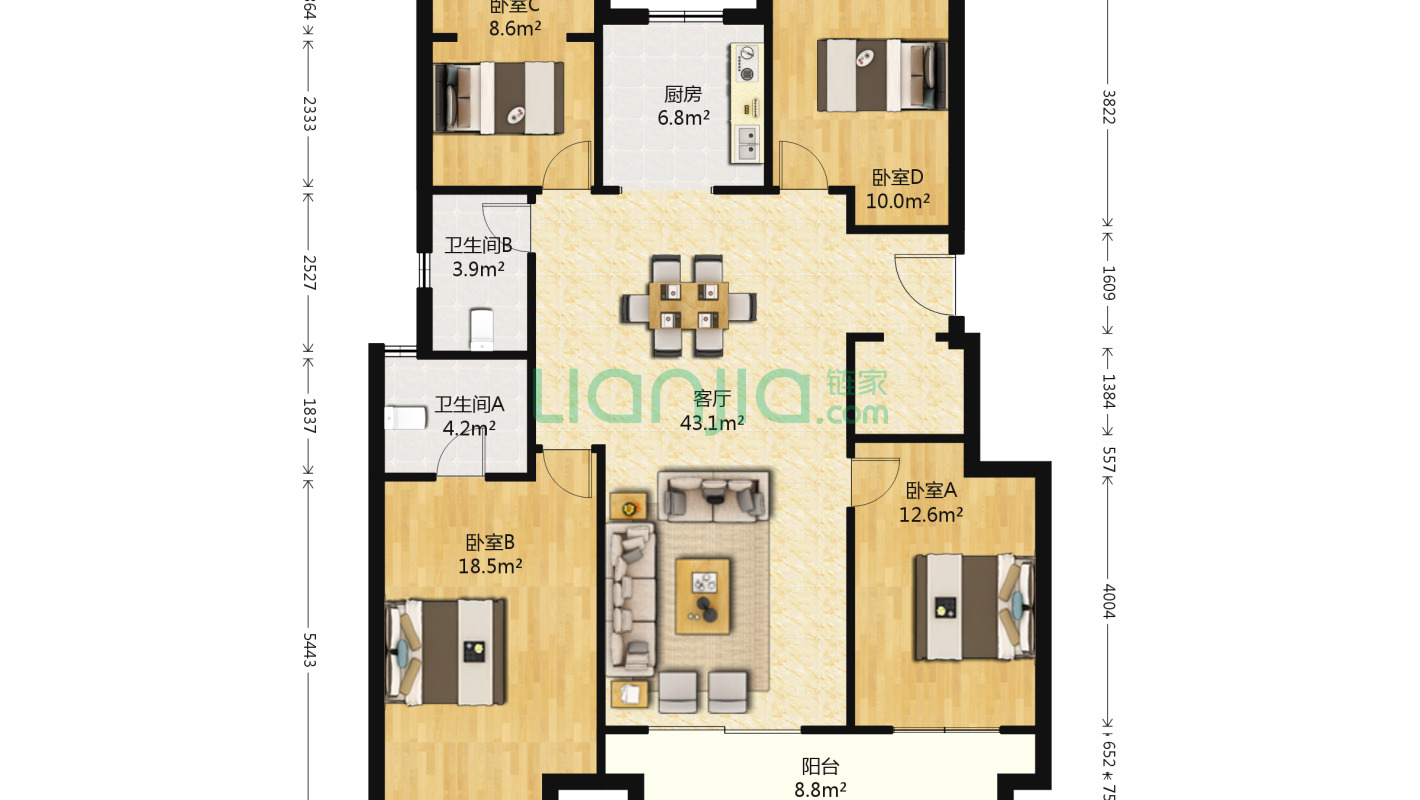 卧室C
8.6m²
厨房
6.8m²
卧室D
10.0m²
卫生间B
3.9m²
卫生间A
4.2m²
客厅
43.1m²
Lianjia 链家
.com
卧室A
12.6m²
卧室B
18.5m²
阳台
8.8m²
2333
2527
1837
5443
3822
1609
1384
557
4004
652